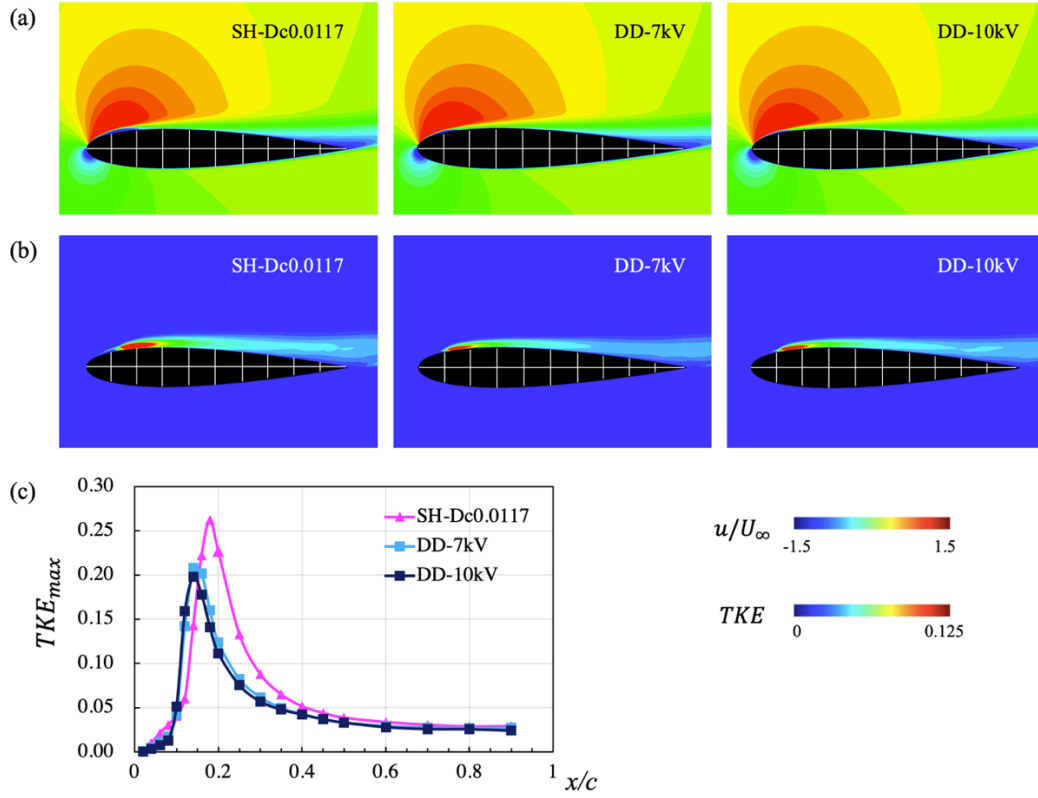 (a)
SH-Dc0.0117
DD-7kV
DD-10kV
(b)
SH-Dc0.0117
DD-7kV
DD-10kV
(c)
TKE_max
0.30
0.25
0.20
0.15
0.10
0.05
0.00
SH-Dc0.0117
DD-7kV
DD-10kV
0
0.2
0.4
0.6
0.8
1
x/c
u/U∞
-1.5
1.5
TKE
0
0.125